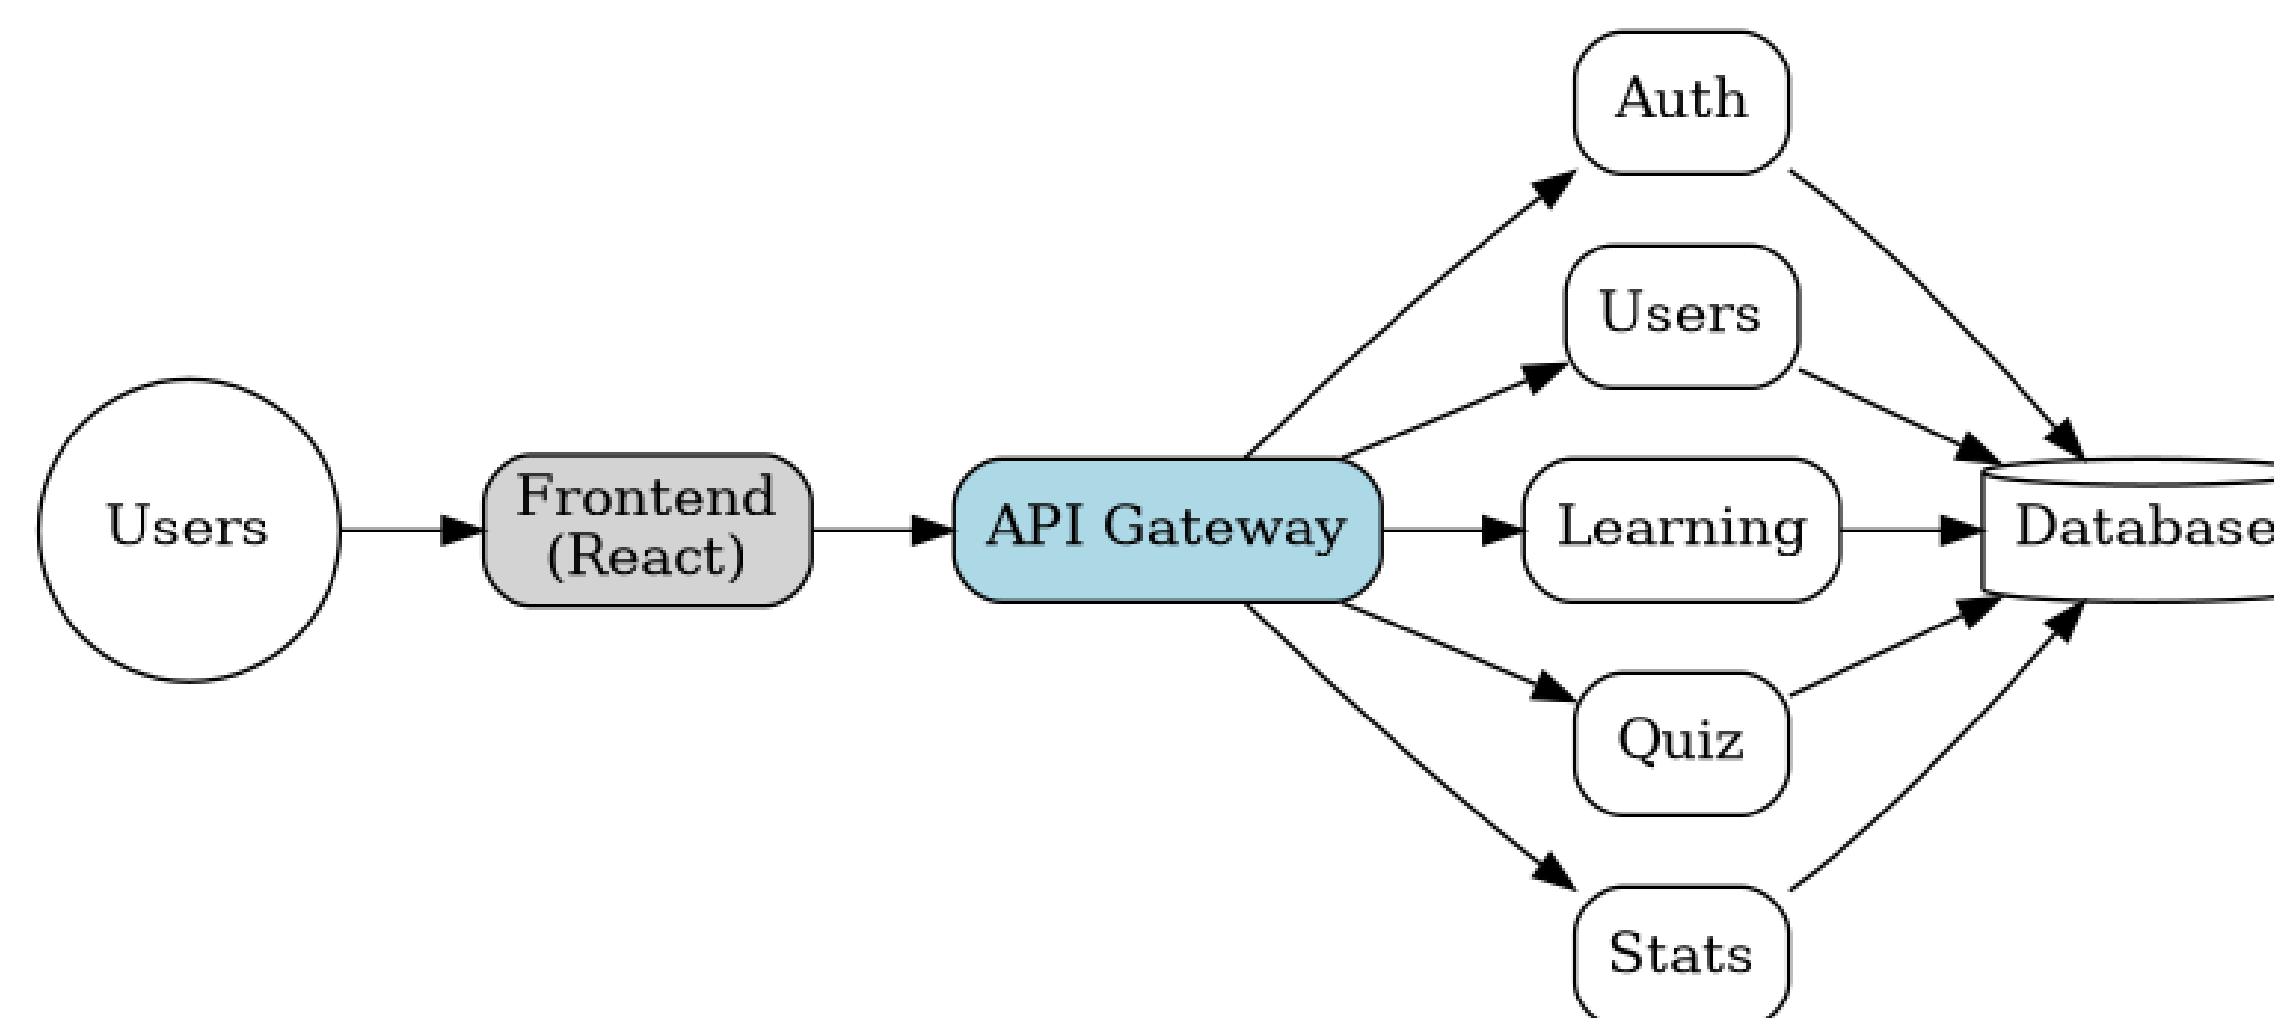 Auth
Users
Users
Frontend
(React)
API Gateway
Learning
Database
Quiz
Stats